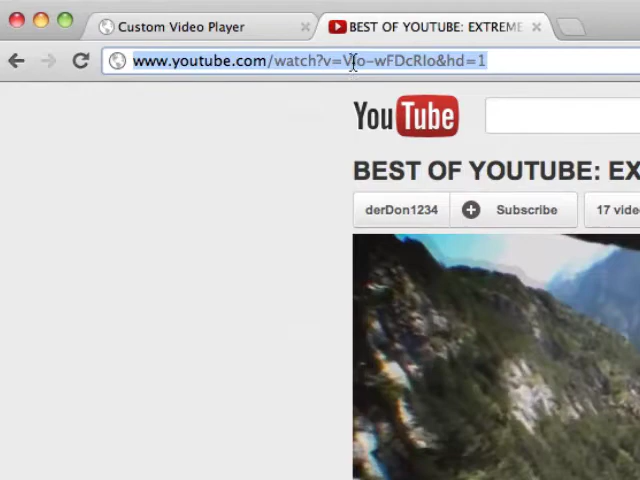 Custom Video Player
BEST OF YOUTUBE: EXTREME
www.youtube.com/watch?v=
-wFDcRlo&hd=1
YouTube
BEST OF YOUTUBE: EX
derDon1234
Subscribe
17 vide